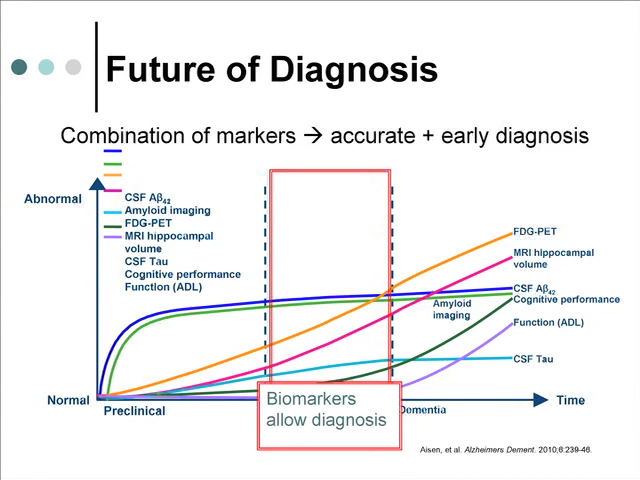 Future of Diagnosis
Combination of markers → accurate + early diagnosis
Abnormal
CSF Aβ42
Amyloid imaging
FDG-PET
MRI hippocampal
volume
CSF Tau
Cognitive performance
Function (ADL)
FDG-PET
MRI hippocampal
volume
CSF Aβ42
Cognitive performance
Amyloid
imaging
Function (ADL)
CSF Tau
Normal
Preclinical
Biomarkers
allow diagnosis
Dementia
Time
Aisen, et al. Alzheimers Dement. 2010;6:239-46.